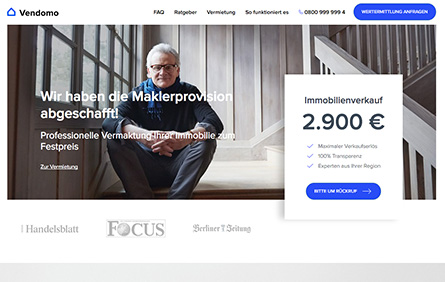 Vendomo
FAQ Ratgeber Vermietung So funktioniert es 0800 999 999 4 WERTERMITTLUNG ANFRAGEN
Wir haben die Maklerprovision
abgeschafft!
Professionelle Vermaktung Ihrer Immobilie zum
Festpreis
Zur Vermietung
Immobilienverkauf
2.900 €
Maximaler Verkaufserlös
100% Transparenz
Experten aus Ihrer Region
BITTE UM RÜCKRUF
Handelsblatt
FOCUS
Berliner Zeitung